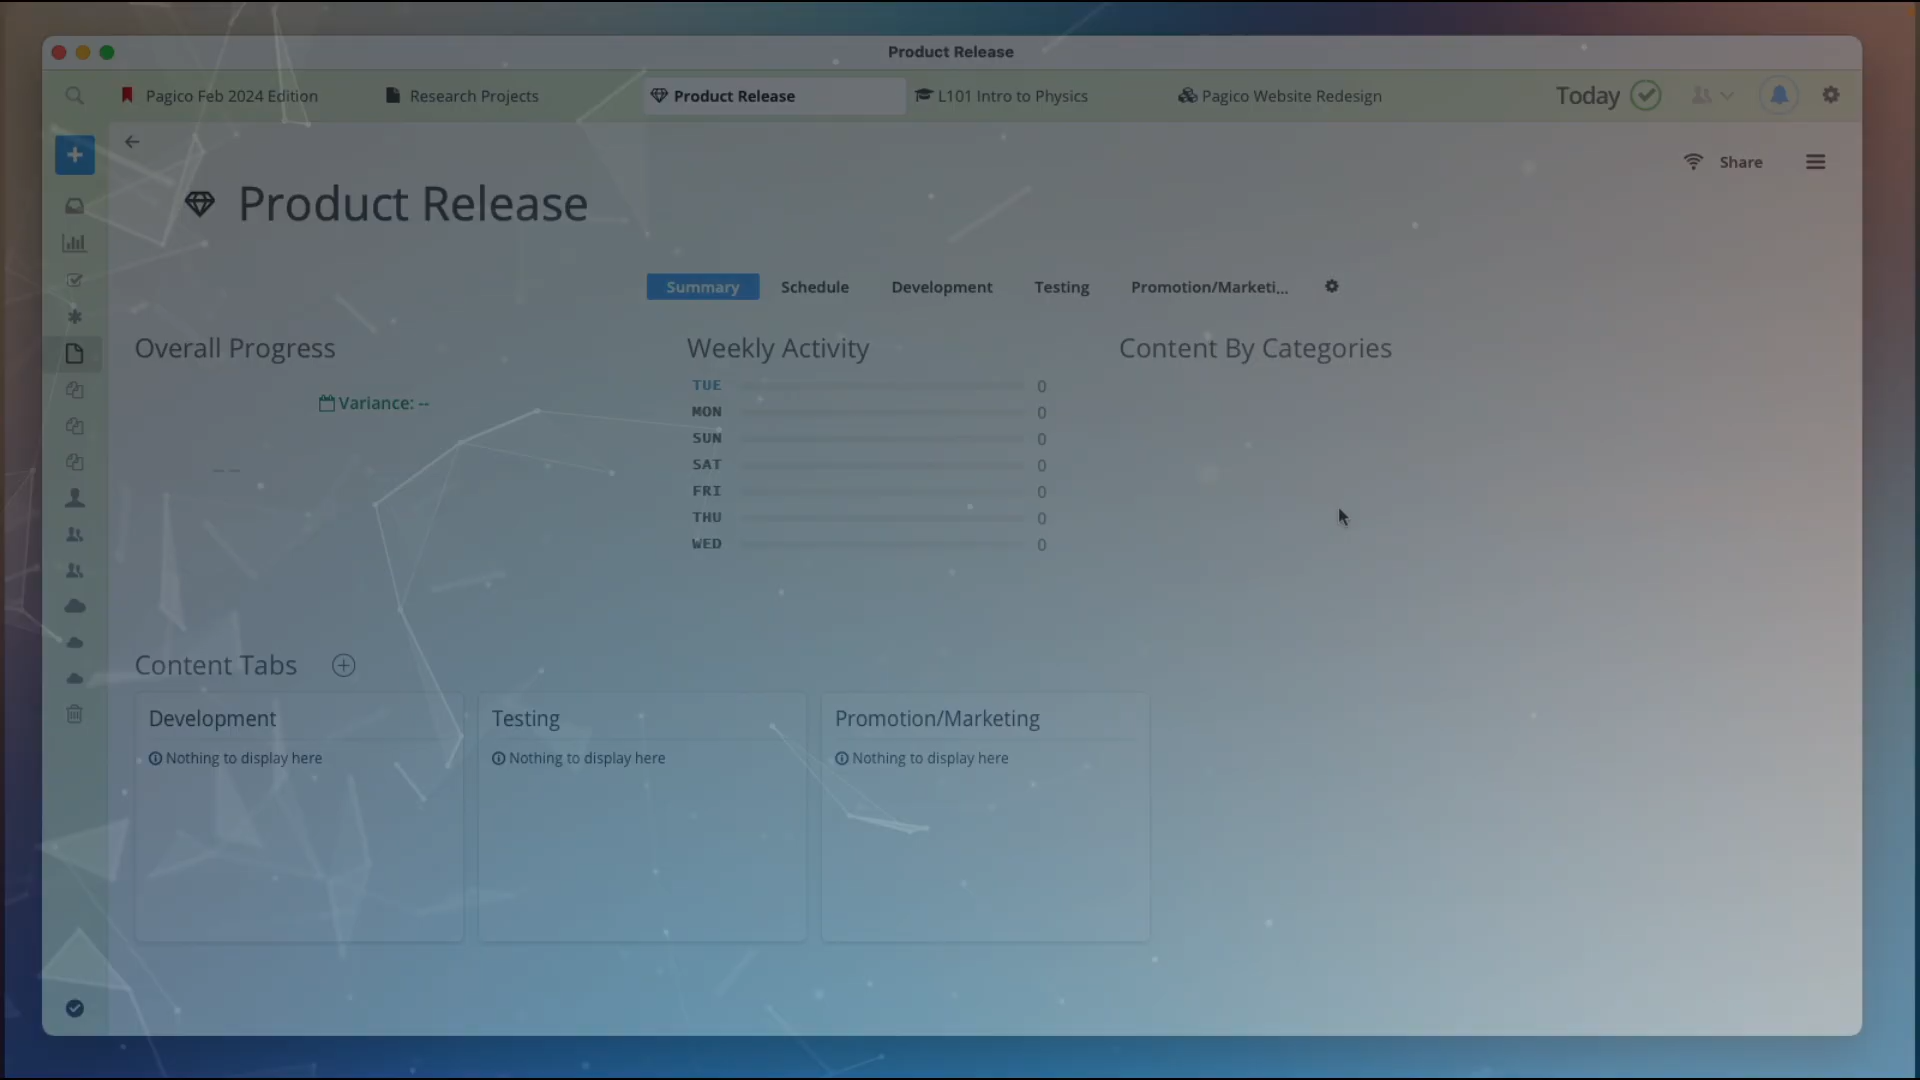 Product Release
Pagico Feb 2024 Edition
Research Projects
Product Release
L101 Intro to Physics
Pagico Website Redesign
Today
Share
Product Release
Summary
Schedule
Development
Testing
Promotion/Marketi...
Overall Progress
Variance: --
--
Weekly Activity
TUE 0
MON 0
SUN 0
SAT 0
FRI 0
THU 0
WED 0
Content By Categories
Content Tabs
Development
Nothing to display here
Testing
Nothing to display here
Promotion/Marketing
Nothing to display here